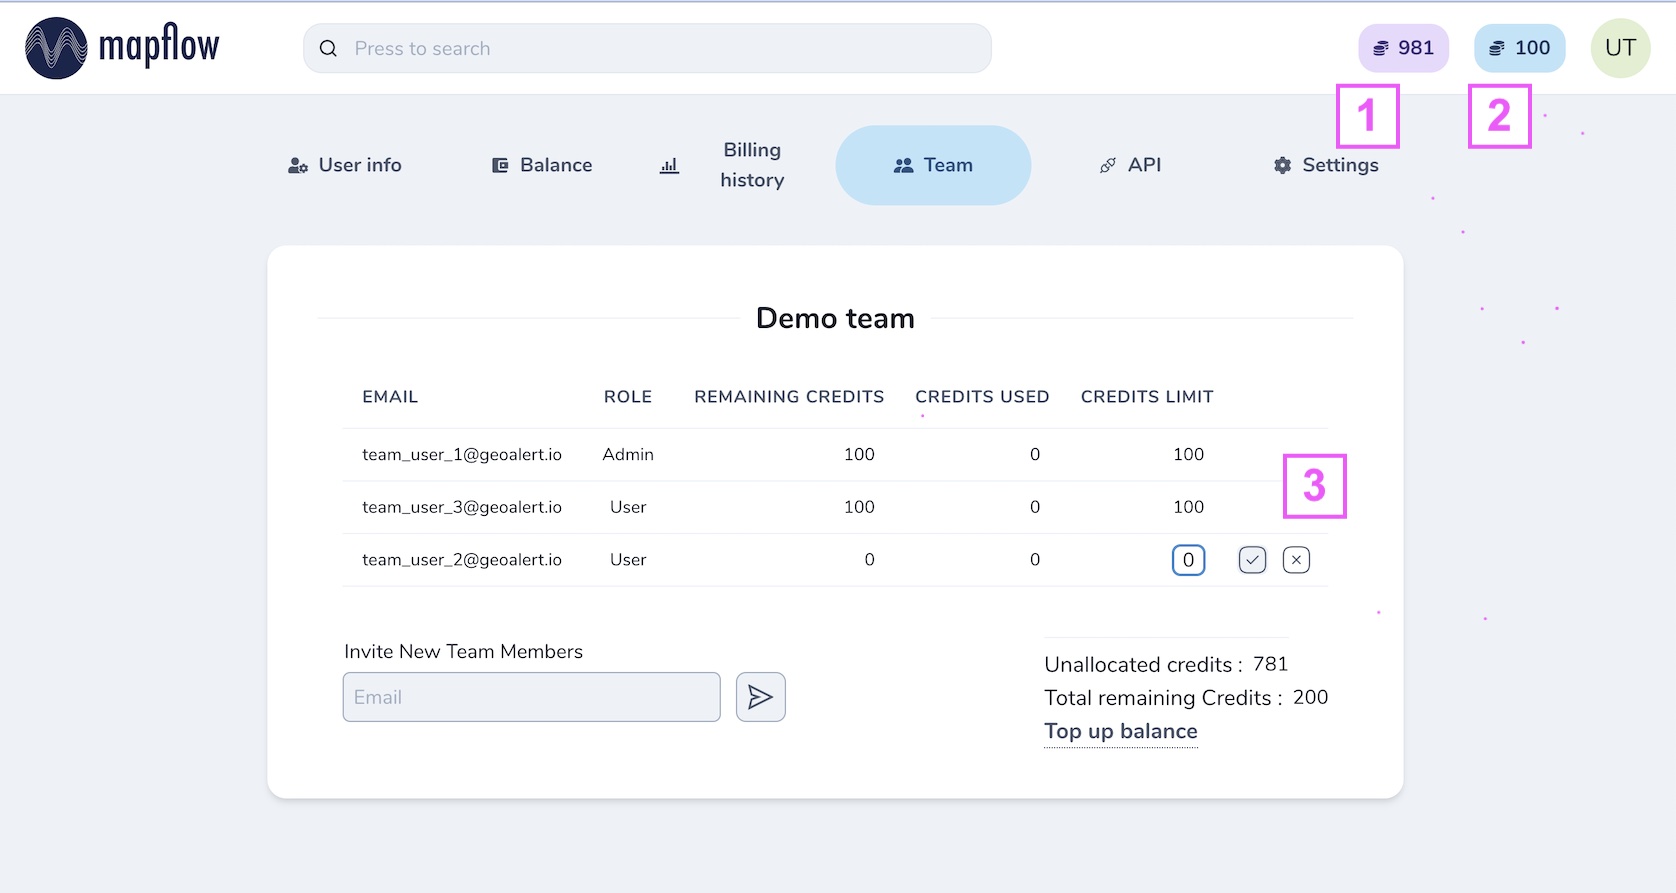 mapflow
Press to search
981
100
UT
1
2
User info
Balance
Billing
history
Team
API
Settings
Demo team
EMAIL ROLE REMAINING CREDITS CREDITS USED CREDITS LIMIT
team_user_1@geoalert.io Admin 100 0 100
3
team_user_3@geoalert.io User 100 0 100
team_user_2@geoalert.io User 0 0 0
Invite New Team Members
Email
Unallocated credits : 781
Total remaining Credits : 200
Top up balance